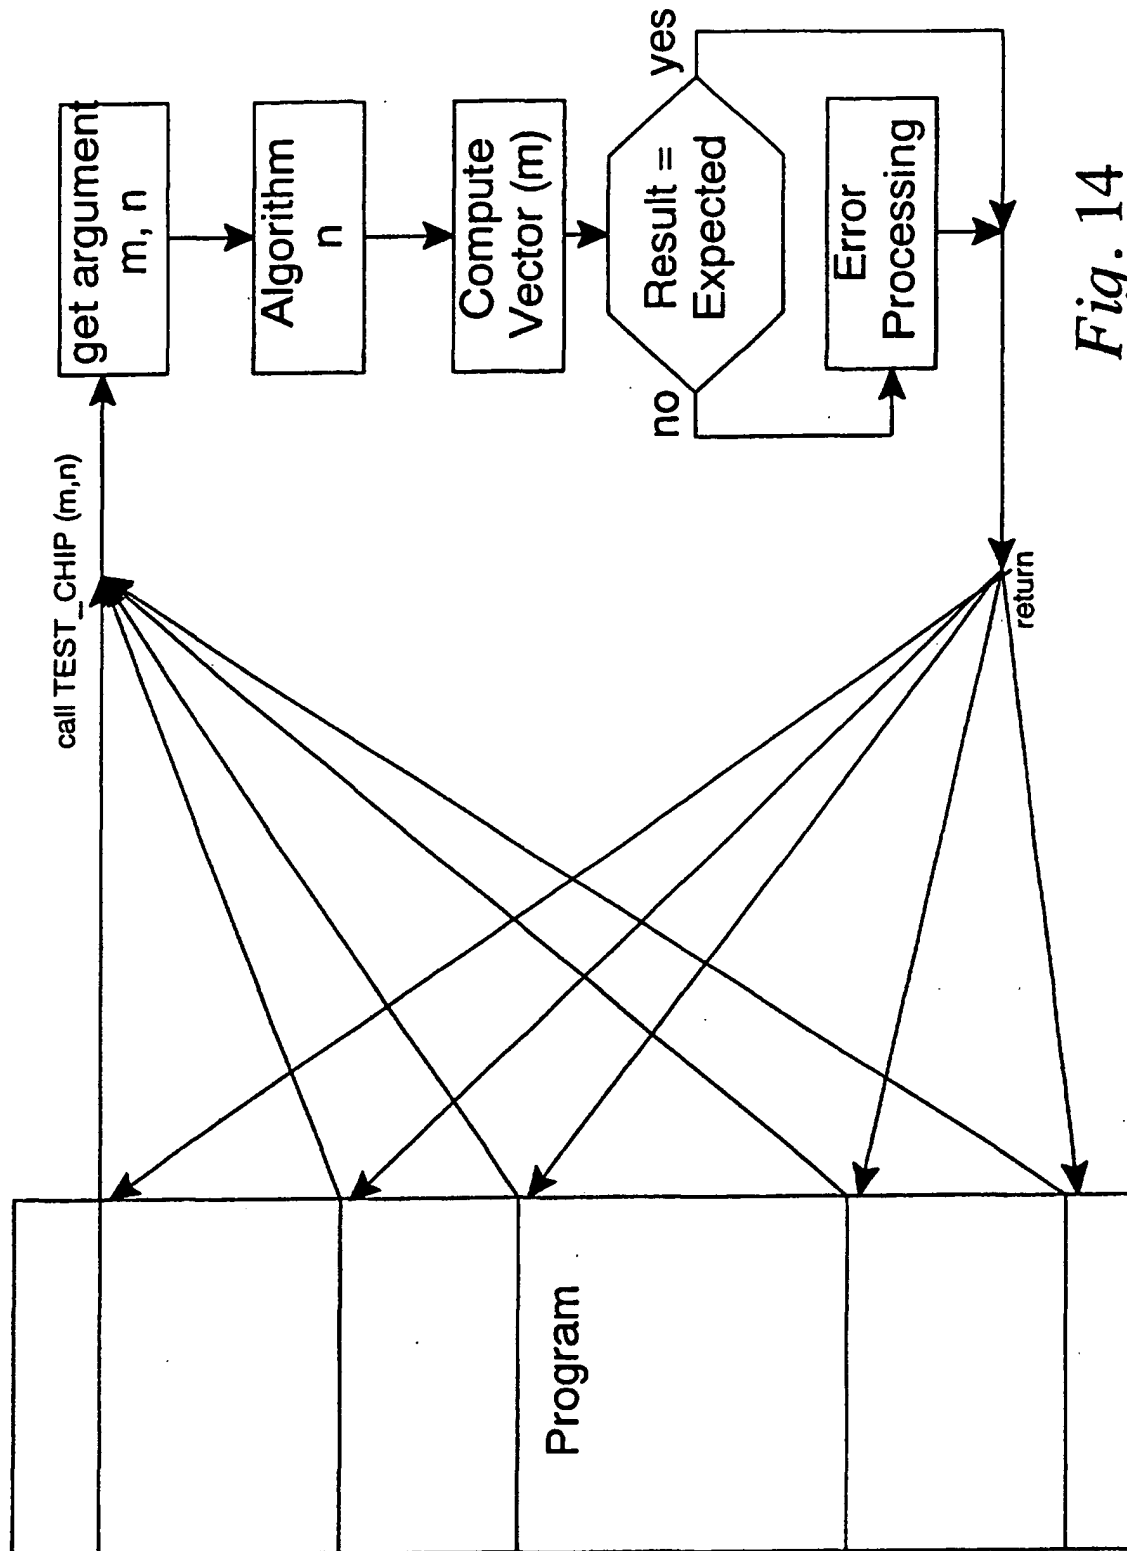 call TEST_CHIP (m,n)
get argument
m, n
Algorithm
n
Compute
Vector (m)
Result =
Expected
yes
no
Error
Processing
return
Program
Fig. 14